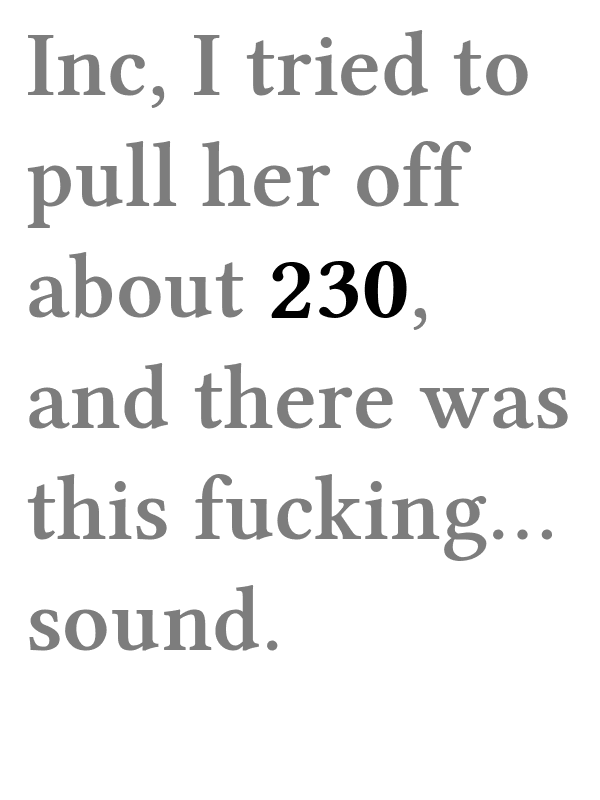 Inc, I tried to
pull her off
about 230,
and there was
this fucking...
sound.